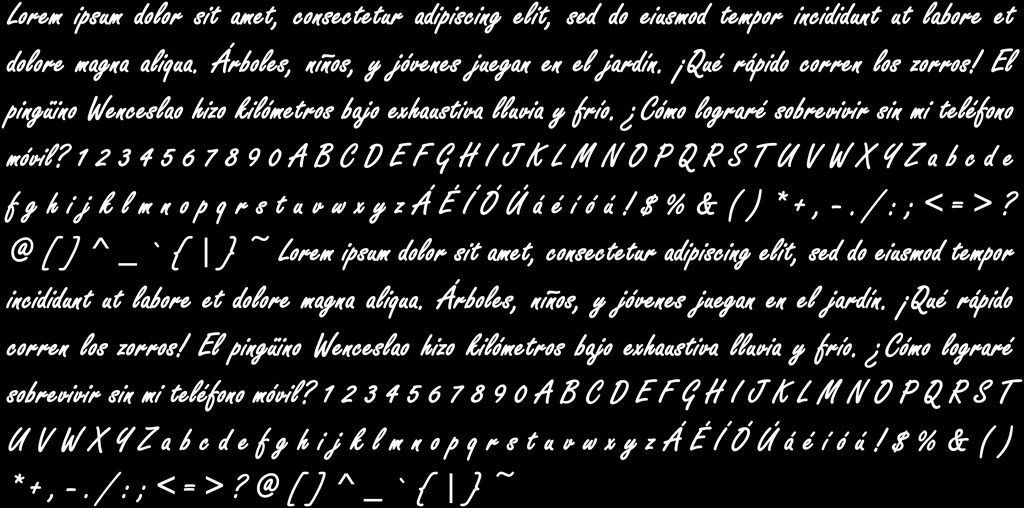 Lorem ipsum dolor sit amet, consectetur adipiscing elit, sed do eiusmod tempor incididunt ut labore et
dolore magna aliqua. Árboles, niños, y jóvenes juegan en el jardín. ¡Qué rápido corren los zorros! El
pingüino Wenceslao hizo kilómetros bajo exhaustiva lluvia y frío. ¿Cómo lograré sobrevivir sin mi teléfono
móvil? 1 2 3 4 5 6 7 8 9 0 A B C D E F G H I J K L M N O P Q R S T U V W X Y Z a b c d e
f g h i j k l m n o p q r s t u v w x y z Á É Í Ó Ú á é í ó ú ! $ % & ( ) * + , - . / : ; < = > ?
@ [ ] ^ _ ` { | } ~ Lorem ipsum dolor sit amet, consectetur adipiscing elit, sed do eiusmod tempor
incididunt ut labore et dolore magna aliqua. Árboles, niños, y jóvenes juegan en el jardín. ¡Qué rápido
corren los zorros! El pingüino Wenceslao hizo kilómetros bajo exhaustiva lluvia y frío. ¿Cómo lograré
sobrevivir sin mi teléfono móvil? 1 2 3 4 5 6 7 8 9 0 A B C D E F G H I J K L M N O P Q R S T
U V W X Y Z a b c d e f g h i j k l m n o p q r s t u v w x y z Á É Í Ó Ú á é í ó ú ! $ % & ( )
* + , - . / : ; < = > ? @ [ ] ^ _ ` { | } ~